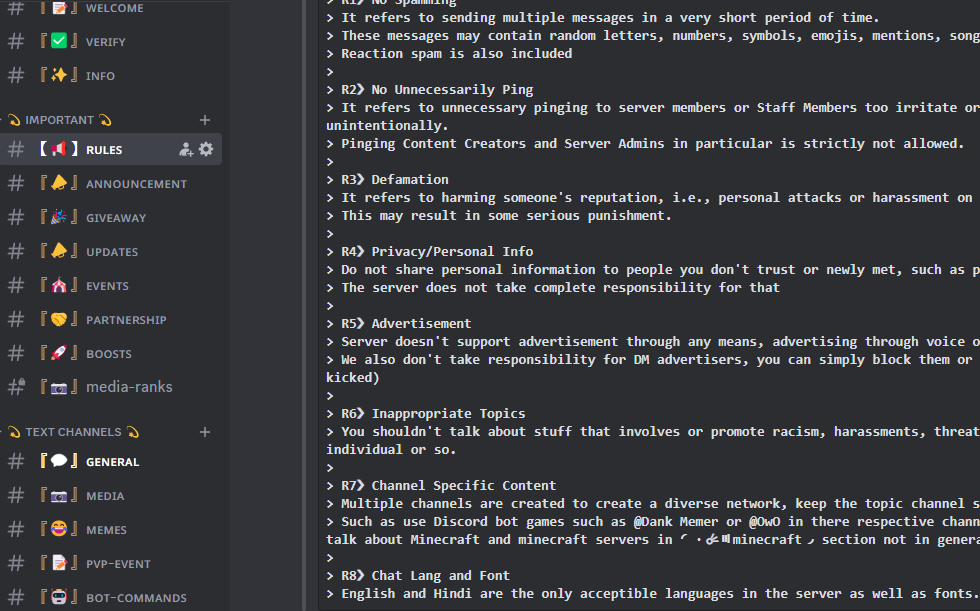 # 『📝』 WELCOME
# 『✅』 VERIFY
# 『✨』 INFO
💫 IMPORTANT 💫 +
# 【📢】 RULES
# 『📣』 ANNOUNCEMENT
# 『🎉』 GIVEAWAY
# 『📣』 UPDATES
# 『🎪』 EVENTS
# 『🤝』 PARTNERSHIP
# 『🚀』 BOOSTS
# 『📷』 media-ranks
💫 TEXT CHANNELS 💫 +
# 『💬』 GENERAL
# 『📷』 MEDIA
# 『😂』 MEMES
# 『📝』 PVP-EVENT
# 『🤖』 BOT-COMMANDS
> R1❯ No Spamming
> It refers to sending multiple messages in a very short period of time.
> These messages may contain random letters, numbers, symbols, emojis, mentions, song
> Reaction spam is also included
>
> R2❯ No Unnecessarily Ping
> It refers to unnecessary pinging to server members or Staff Members too irritate or
unintentionally.
> Pinging Content Creators and Server Admins in particular is strictly not allowed.
>
> R3❯ Defamation
> It refers to harming someone's reputation, i.e., personal attacks or harassment on
> This may result in some serious punishment.
>
> R4❯ Privacy/Personal Info
> Do not share personal information to people you don't trust or newly met, such as p
> The server does not take complete responsibility for that
>
> R5❯ Advertisement
> Server doesn't support advertisement through any means, advertising through voice o
> We also don't take responsibility for DM advertisers, you can simply block them or
kicked)
>
> R6❯ Inappropriate Topics
> You shouldn't talk about stuff that involves or promote racism, harassments, threat
individual or so.
>
> R7❯ Channel Specific Content
> Multiple channels are created to create a diverse network, keep the topic channel s
> Such as use Discord bot games such as @Dank Memer or @OwO in there respective chann
talk about Minecraft and minecraft servers in minecraft section not in genera
>
> R8❯ Chat Lang and Font
> English and Hindi are the only acceptible languages in the server as well as fonts.